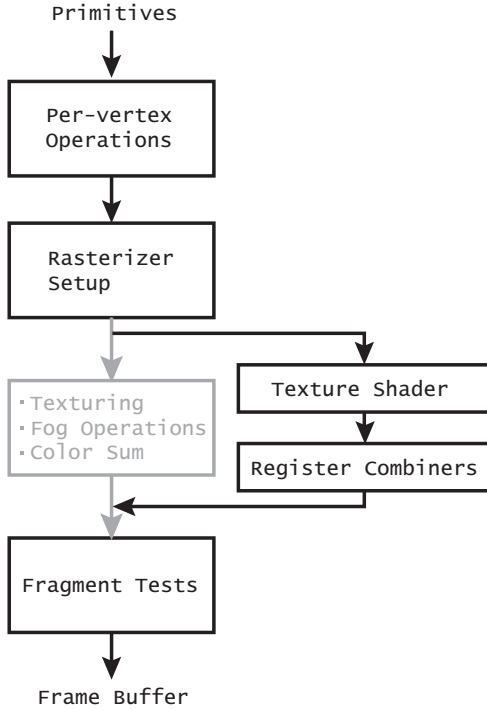 Primitives
Per-vertex
Operations
Rasterizer
Setup
· Texturing
· Fog Operations
· Color Sum
Texture Shader
Register Combiners
Fragment Tests
Frame Buffer